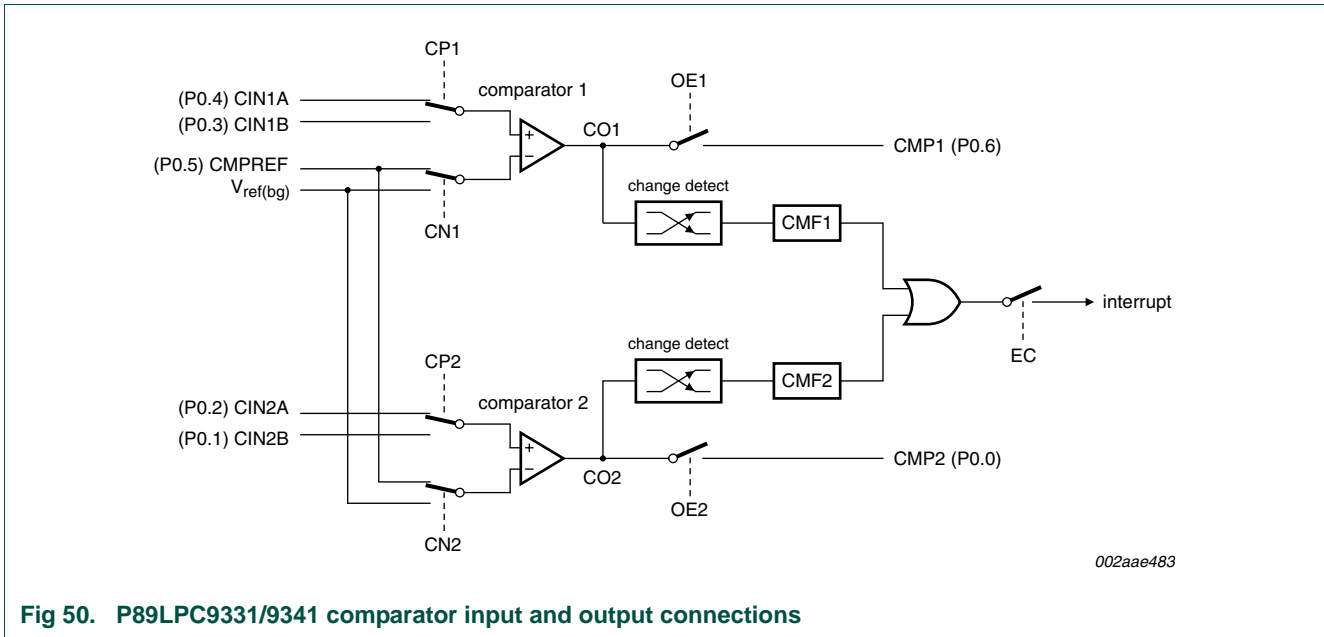 CP1
(P0.4) CIN1A
(P0.3) CIN1B
comparator 1
OE1
(P0.5) CMPREF
Vref(bg)
+
−
CO1
CMP1 (P0.6)
CN1
change detect
CMF1
interrupt
EC
change detect
CMF2
CP2
(P0.2) CIN2A
(P0.1) CIN2B
comparator 2
+
−
CO2
CMP2 (P0.0)
OE2
CN2
002aae483
Fig 50. P89LPC9331/9341 comparator input and output connections